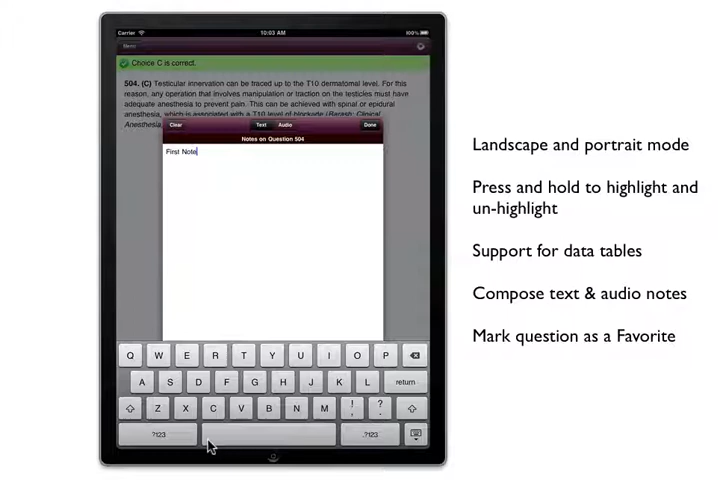 Carrier 10:03 AM 100%
Choice C is correct.
504. (C) Testicular innervation can be traced up to the T10 dermatomal level. For this
reason, any operation that involves manipulation or traction on the testicles must have
adequate anesthesia to prevent pain. This can be achieved with spinal or epidural
anesthesia, which is associated with a T10 level of blockade (Barash: Clinical
Anesthesia,
Clear Text Audio Done
Notes on Question 504
First Note
Q W E R T Y U I O P
A S D F G H J K L return
Z X C V B N M ! , ? .
.?123 .?123
Landscape and portrait mode
Press and hold to highlight and
un-highlight
Support for data tables
Compose text & audio notes
Mark question as a Favorite